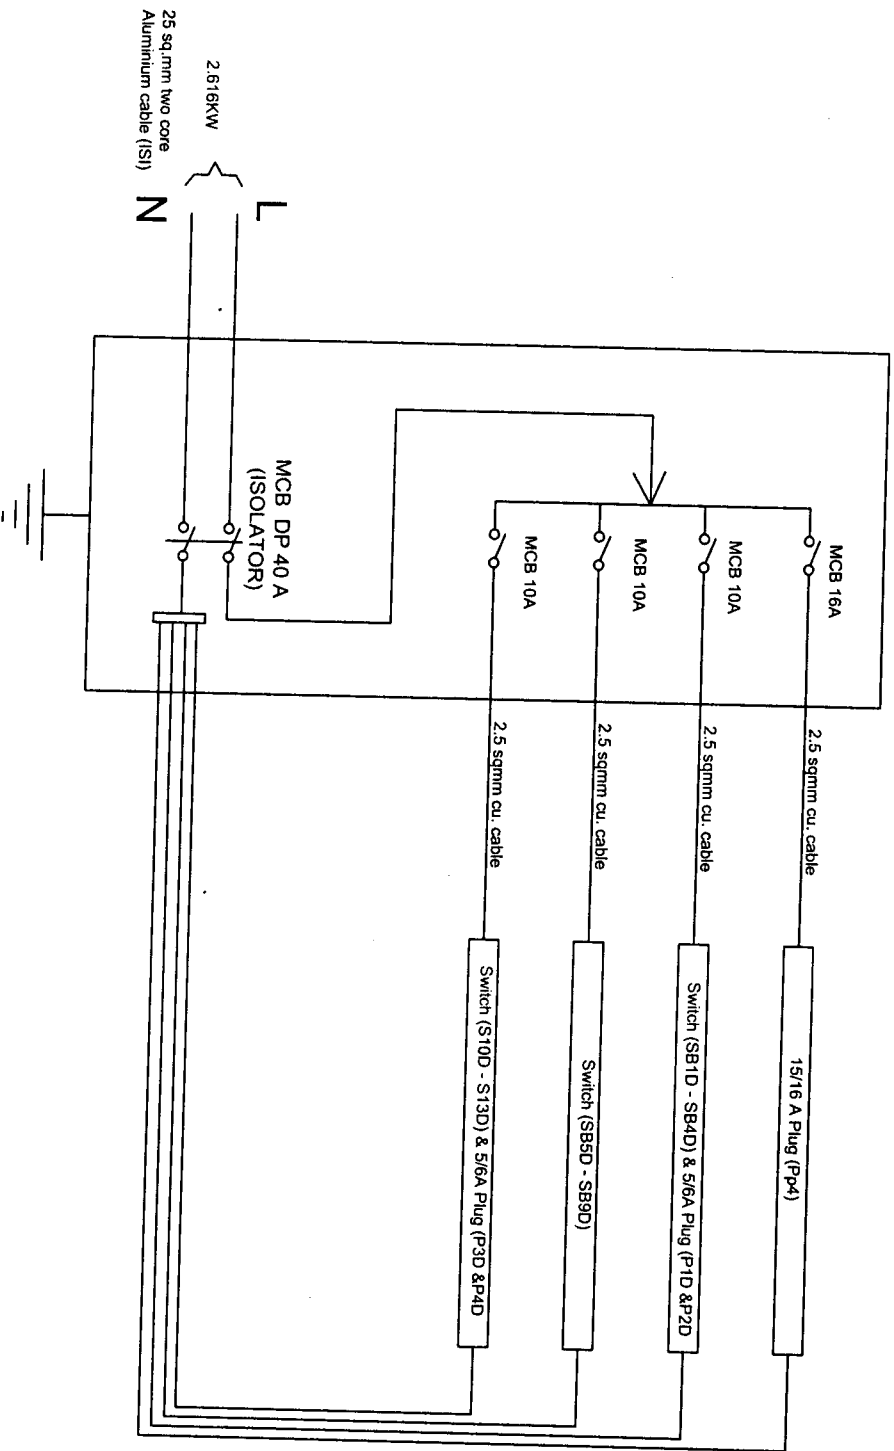 MCB 16A
2.5 sqmm cu. cable
15/16 A Plug (Pp4)
MCB 10A
2.5 sqmm cu. cable
Switch (SB1D - SB4D) & 5/6A Plug (P1D &P2D
MCB 10A
2.5 sqmm cu. cable
Switch (SB5D - SB9D)
MCB 10A
2.5 sqmm cu. cable
Switch (S10D - S13D) & 5/6A Plug (P3D &P4D
L
MCB DP 40 A
(ISOLATOR)
2.616KW
N
25 sq.mm two core
Aluminium cable (ISI)